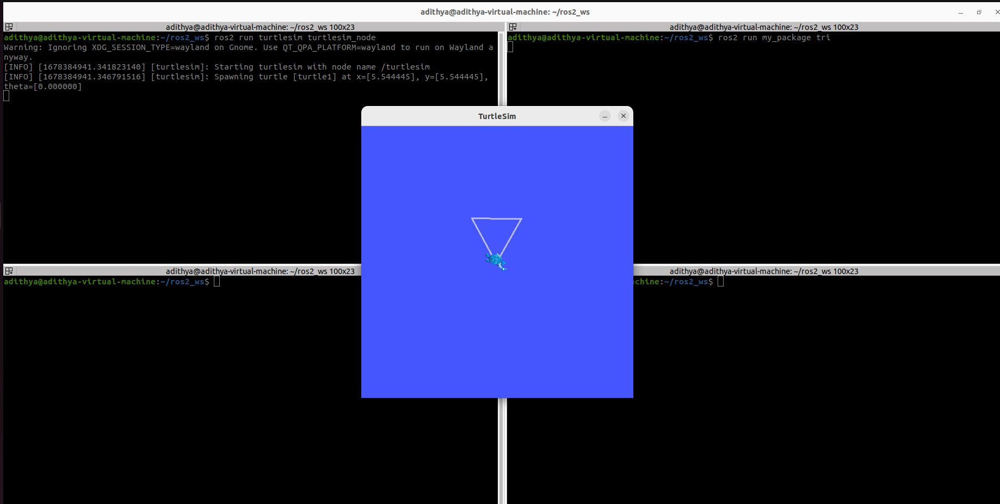 adithya@adithya-virtual-machine: ~/ros2_ws
adithya@adithya-virtual-machine: ~/ros2_ws 100x23
adithya@adithya-virtual-machine:~/ros2_ws$ ros2 run turtlesim turtlesim_node
Warning: Ignoring XDG_SESSION_TYPE=wayland on Gnome. Use QT_QPA_PLATFORM=wayland to run on Wayland a
nyway.
[INFO] [1678384941.341823140] [turtlesim]: Starting turtlesim with node name /turtlesim
[INFO] [1678384941.346791516] [turtlesim]: Spawning turtle [turtle1] at x=[5.544445], y=[5.544445],
theta=[0.000000]
adithya@adithya-virtual-machine: ~/ros2_ws 100x23
adithya@adithya-virtual-machine:~/ros2_ws$ ros2 run my_package tri
TurtleSim
adithya@adithya-virtual-machine: ~/ros2_ws 100x23
adithya@adithya-virtual-machine:~/ros2_ws$
adithya@adithya-virtual-machine: ~/ros2_ws 100x23
chine:~/ros2_ws$